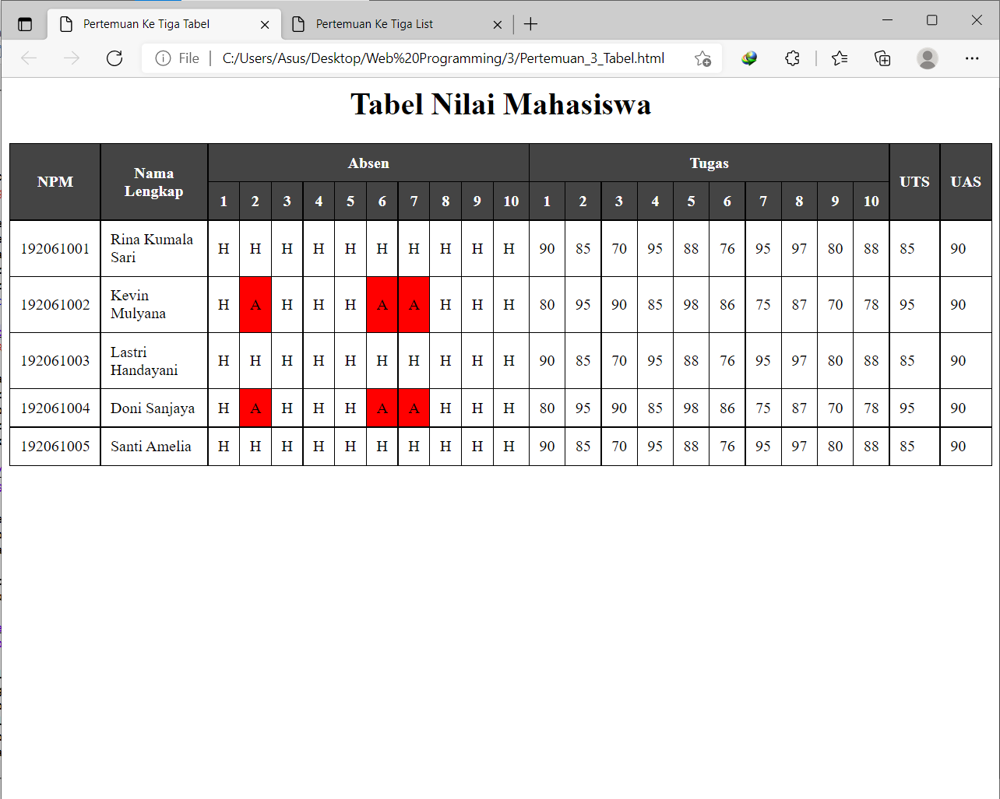 Pertemuan Ke Tiga Tabel
Pertemuan Ke Tiga List
File
C:/Users/Asus/Desktop/Web%20Programming/3/Pertemuan_3_Tabel.html
Tabel Nilai Mahasiswa
NPM Nama Lengkap Absen Tugas UTS UAS
1 2 3 4 5 6 7 8 9 10 1 2 3 4 5 6 7 8 9 10
192061001 Rina Kumala Sari H H H H H H H H H H 90 85 70 95 88 76 95 97 80 88 85 90
192061002 Kevin Mulyana H A H H H A A H H H 80 95 90 85 98 86 75 87 70 78 95 90
192061003 Lastri Handayani H H H H H H H H H H 90 85 70 95 88 76 95 97 80 88 85 90
192061004 Doni Sanjaya H A H H H A A H H H 80 95 90 85 98 86 75 87 70 78 95 90
192061005 Santi Amelia H H H H H H H H H H 90 85 70 95 88 76 95 97 80 88 85 90